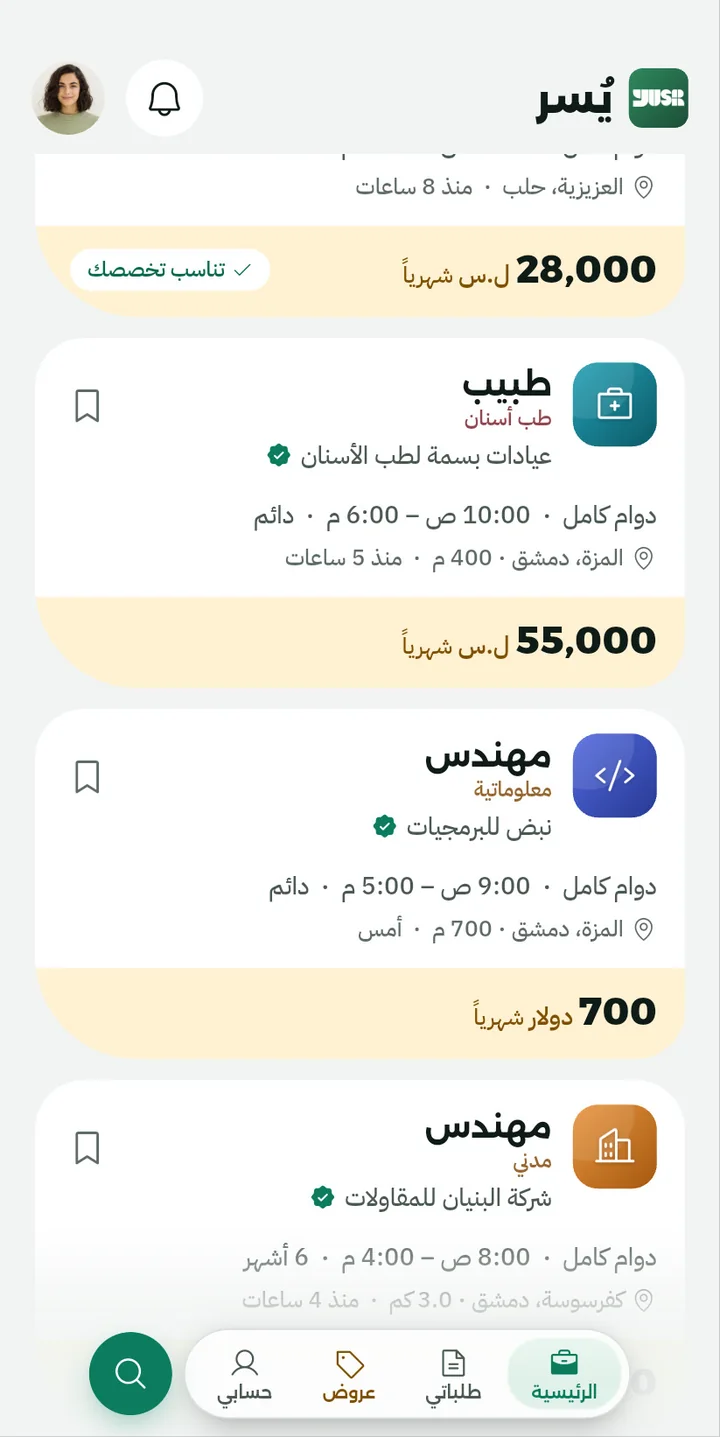 يُسر
YUSR
العزيزية، حلب · منذ 8 ساعات
28,000 ل.س شهرياً
تناسب تخصصك
طبيب
طب أسنان
عيادات بسمة لطب الأسنان
دوام كامل · 10:00 ص – 6:00 م · دائم
المزة، دمشق · 400 م · منذ 5 ساعات
55,000 ل.س شهرياً
مهندس
معلوماتية
نبض للبرمجيات
دوام كامل · 9:00 ص – 5:00 م · دائم
المزة، دمشق · 700 م · أمس
700 دولار شهرياً
مهندس
مدني
شركة البنيان للمقاولات
دوام كامل · 8:00 ص – 4:00 م · 6 أشهر
كفرسوسة، دمشق · 3.0 كم · منذ 4 ساعات
الرئيسية
طلباتي
عروض
حسابي